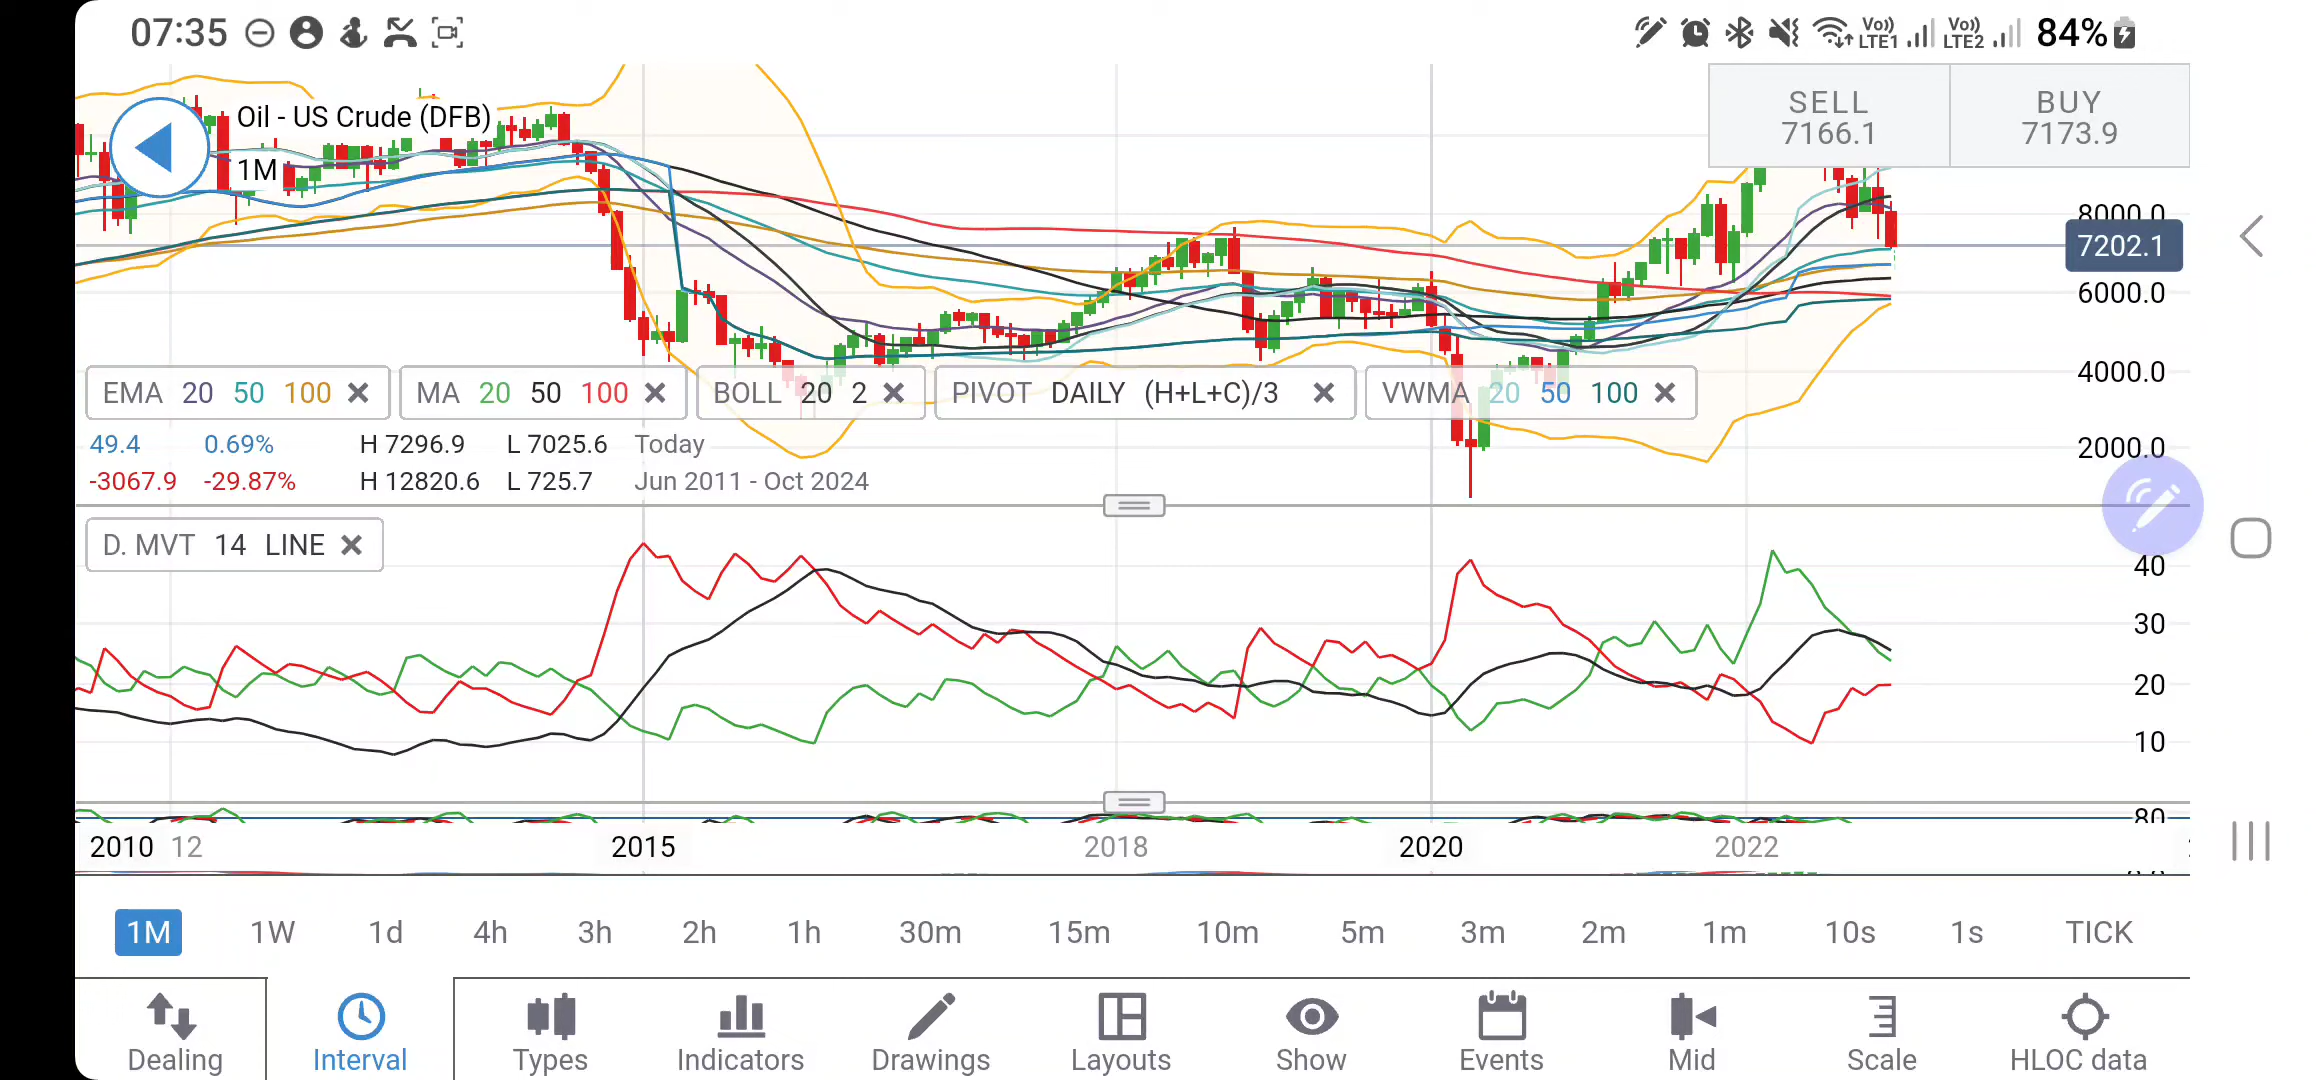 07:35 Vo)) LTE1 Vo)) LTE2 84%
SELL BUY
7166.1 7173.9
Oil - US Crude (DFB)
1M
8000.0
7202.1
6000.0
4000.0
2000.0
EMA 20 50 100 MA 20 50 100 BOLL 20 2 PIVOT DAILY (H+L+C)/3 VWMA 20 50 100
49.4 0.69% H 7296.9 L 7025.6 Today
-3067.9 -29.87% H 12820.6 L 725.7 Jun 2011 - Oct 2024
D. MVT 14 LINE
40
30
20
10
80
2010 12 2015 2018 2020 2022
1M 1W 1d 4h 3h 2h 1h 30m 15m 10m 5m 3m 2m 1m 10s 1s TICK
Dealing Interval Types Indicators Drawings Layouts Show Events Mid Scale HLOC data